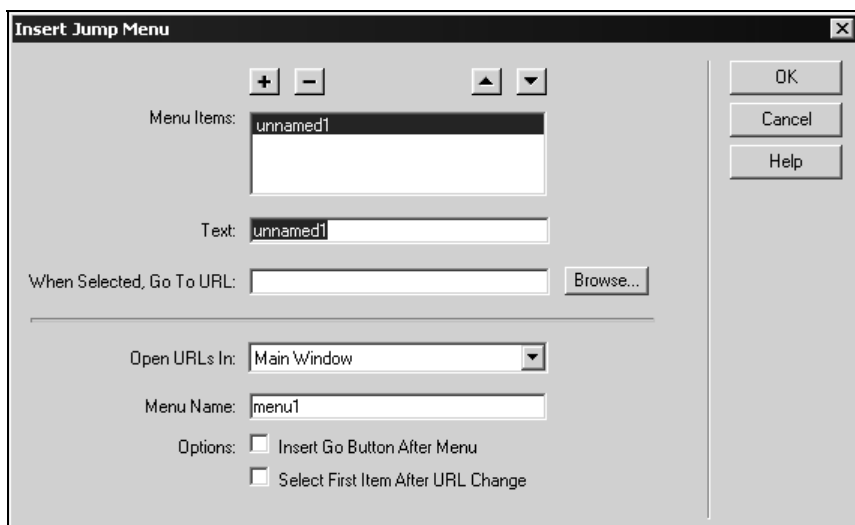 Insert Jump Menu
+ −
OK
Menu Items: unnamed1
Cancel
Help
Text: unnamed1
When Selected, Go To URL: Browse...
Open URLs In: Main Window
Menu Name: menu1
Options: Insert Go Button After Menu
Select First Item After URL Change